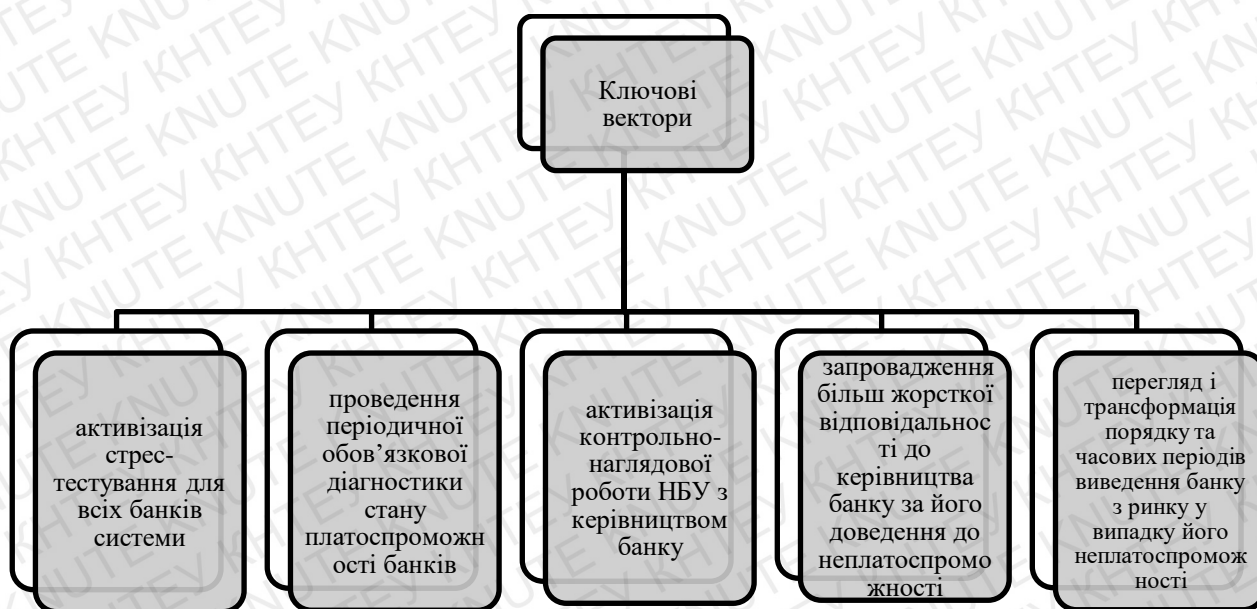 Ключові
вектори
активізація
стрес-
тестування для
всіх банків
системи
проведення
періодичної
обов’язкової
діагностики
стану
платоспроможн
ості банків
активізація
контрольно-
наглядової
роботи НБУ з
керівництвом
банку
запровадження
більш жорсткої
відповідальнос
ті до
керівництва
банку за його
доведення до
неплатоспромо
жності
перегляд і
трансформація
порядку та
часових періодів
виведення банку
з ринку у
випадку його
неплатоспромож
ності